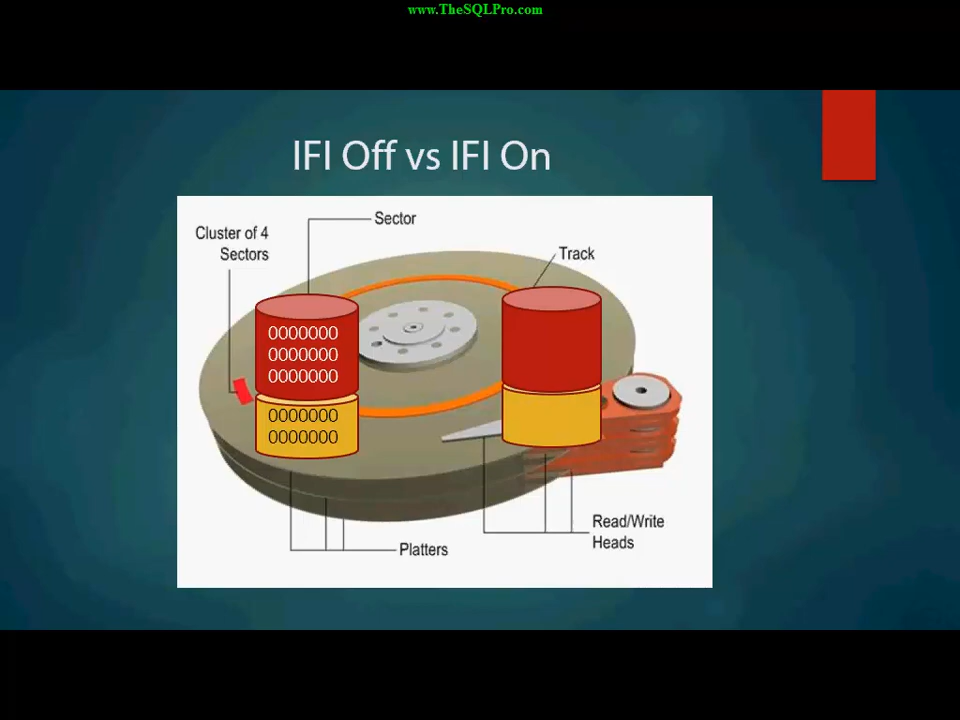 www.TheSQLPro.com
IFI Off vs IFI On
Sector
Cluster of 4
Sectors
Track
0000000
0000000
0000000
0000000
0000000
Read/Write
Heads
Platters